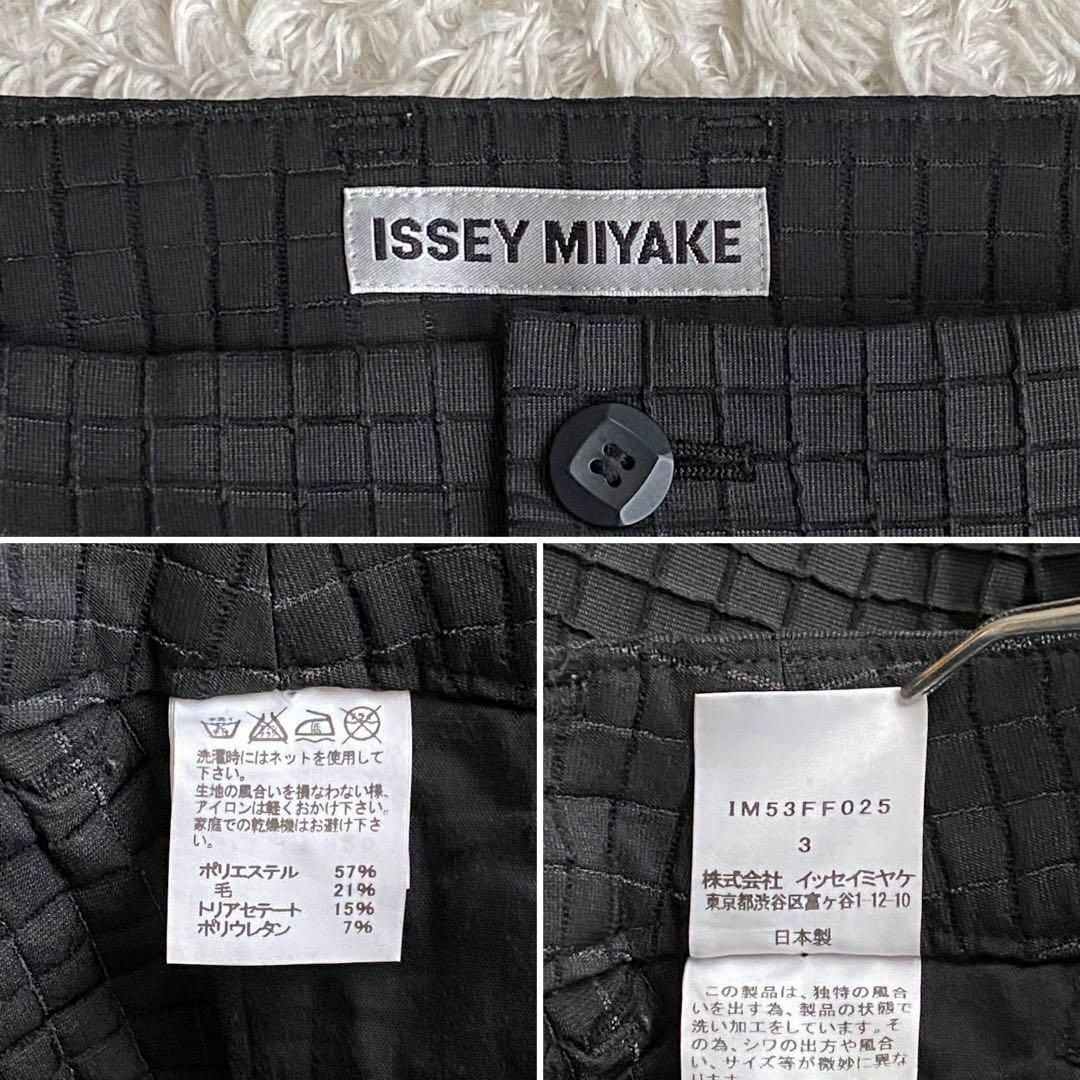 ISSEY MIYAKE
洗濯時にはネットを使用して
下さい。
生地の風合いを損なわない様、
アイロンは軽くおかけ下さい。
家庭での乾燥機はお避け下さ
い。
ポリエステル 57%
毛 21%
トリアセテート 15%
ポリウレタン 7%
IM53FF025
3
株式会社 イッセイミヤケ
東京都渋谷区富ヶ谷1-12-10
日本製
この製品は、独特の風合
いを出す為、製品の状態で
洗い加工をしています。そ
の為、シワの出方や風合
い、サイズ等が微妙に異な
ります。